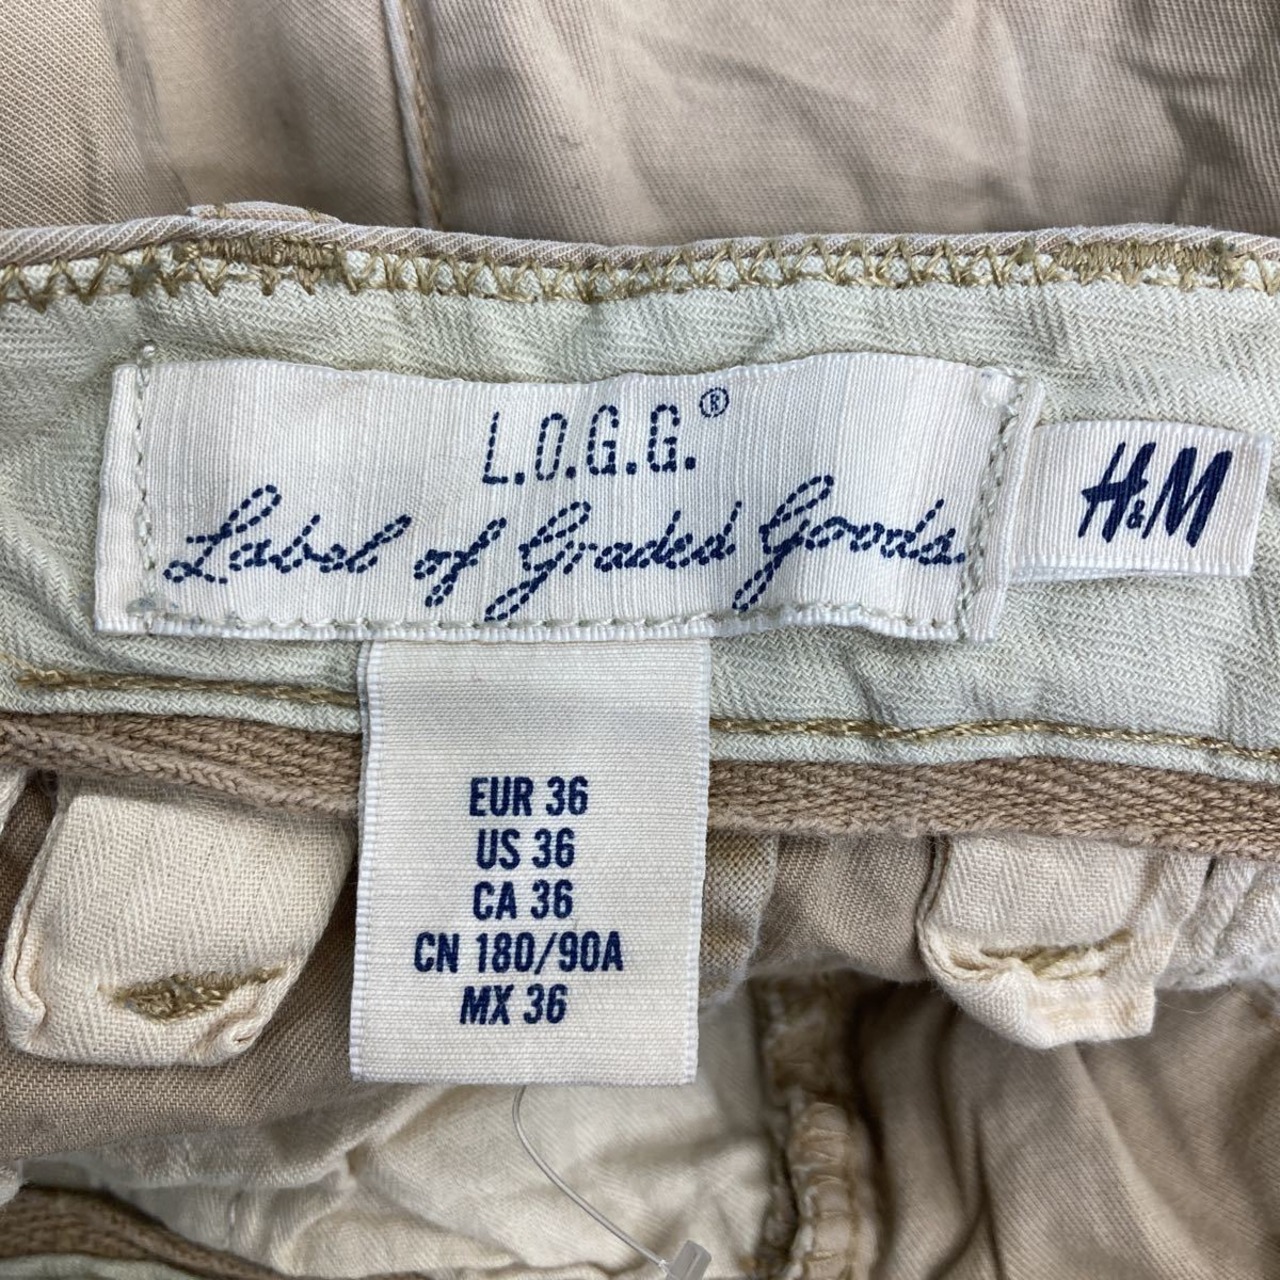 L.O.G.G.®
Label of Graded Goods.
H&M
EUR 36
US 36
CA 36
CN 180/90A
MX 36